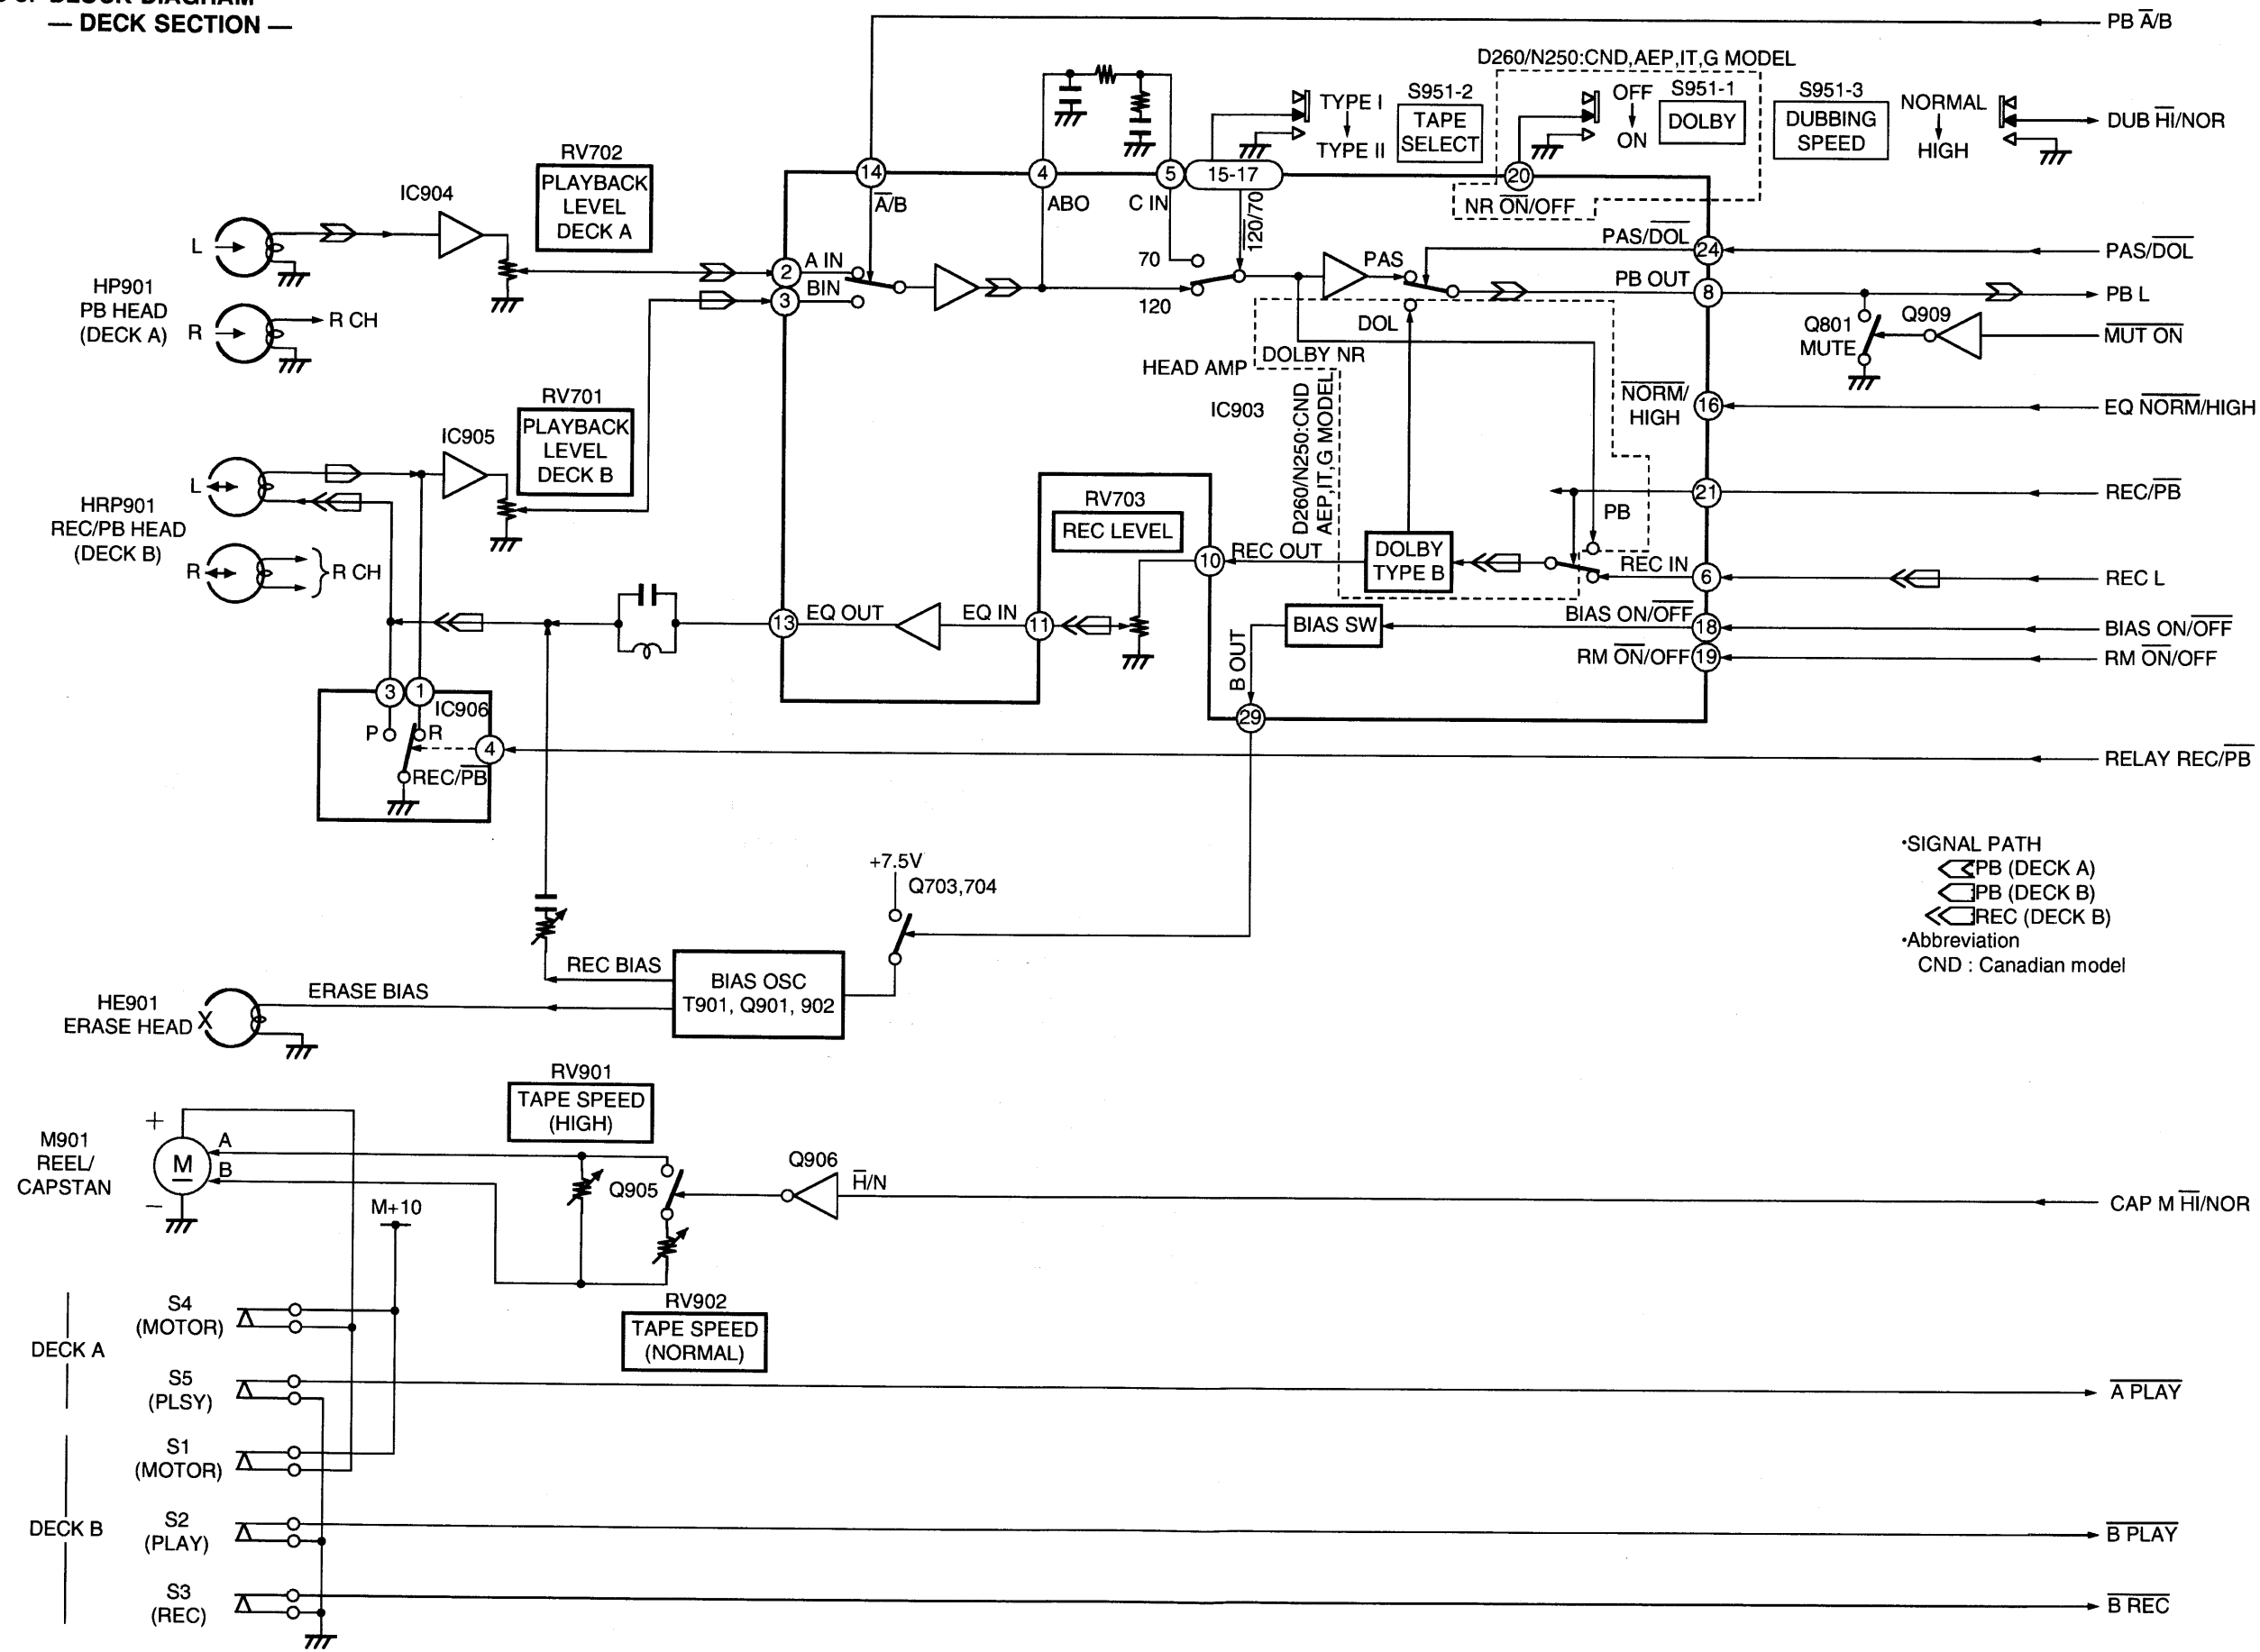 BLOCK DIAGRAM
— DECK SECTION —
PB A/B
D260/N250:CND,AEP,IT,G MODEL
TYPE I
TYPE II
S951-2
TAPE
SELECT
OFF
ON
S951-1
DOLBY
S951-3
DUBBING
SPEED
NORMAL
HIGH
DUB HI/NOR
RV702
PLAYBACK
LEVEL
DECK A
IC904
14
A/B
4
ABO
5
C IN
15-17
120/70
20
NR ON/OFF
L
HP901
PB HEAD
(DECK A)
R
R CH
2
A IN
3
BIN
70
120
PAS
DOL
PAS/DOL
24
PAS/DOL
PB OUT
8
PB L
Q801
MUTE
Q909
MUT ON
HEAD AMP
IC903
DOLBY NR
D260/N250:CND
AEP,IT,G MODEL
NORM/
HIGH
16
EQ NORM/HIGH
RV701
PLAYBACK
LEVEL
DECK B
IC905
L
HRP901
REC/PB HEAD
(DECK B)
R
R CH
RV703
REC LEVEL
21
REC/PB
PB
10
REC OUT
DOLBY
TYPE B
REC IN
6
REC L
13
EQ OUT
EQ IN
11
BIAS SW
BIAS ON/OFF
18
BIAS ON/OFF
RM ON/OFF
19
RM ON/OFF
B OUT
29
3
1
IC906
P
R
4
REC/PB
RELAY REC/PB
•SIGNAL PATH
PB (DECK A)
PB (DECK B)
REC (DECK B)
•Abbreviation
CND : Canadian model
+7.5V
Q703,704
REC BIAS
BIAS OSC
T901, Q901, 902
HE901
ERASE HEAD
X
ERASE BIAS
RV901
TAPE SPEED
(HIGH)
M901
REEL/
CAPSTAN
+
M
−
A
B
M+10
Q905
Q906
H/N
CAP M HI/NOR
RV902
TAPE SPEED
(NORMAL)
DECK A
S4
(MOTOR)
S5
(PLSY)
A PLAY
DECK B
S1
(MOTOR)
S2
(PLAY)
B PLAY
S3
(REC)
B REC